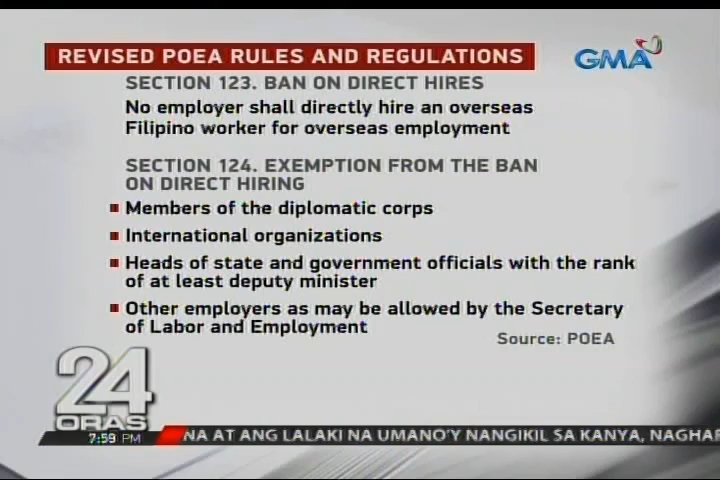 REVISED POEA RULES AND REGULATIONS
GMA
SECTION 123. BAN ON DIRECT HIRES
No employer shall directly hire an overseas
Filipino worker for overseas employment
SECTION 124. EXEMPTION FROM THE BAN
ON DIRECT HIRING
Members of the diplomatic corps
International organizations
Heads of state and government officials with the rank
of at least deputy minister
Other employers as may be allowed by the Secretary
of Labor and Employment
Source: POEA
24
ORAS
7:59 PM
NA AT ANG LALAKI NA UMANO'Y NANGIKIL SA KANYA, NAGHAR